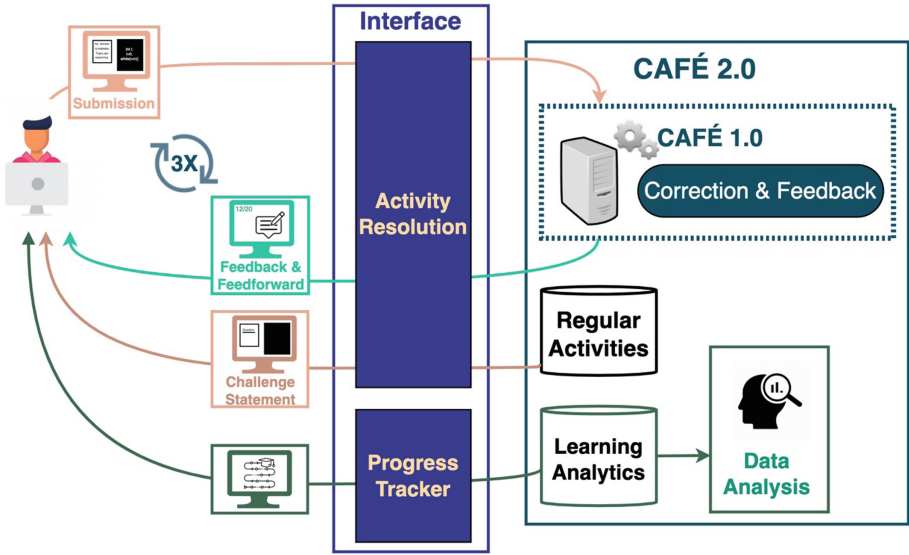 Interface
Submission
CAFÉ 2.0
CAFÉ 1.0
Correction & Feedback
3X
Activity
Resolution
12/20
Feedback &
Feedforward
Regular
Activities
Challenge
Statement
Progress
Tracker
Learning
Analytics
Data
Analysis